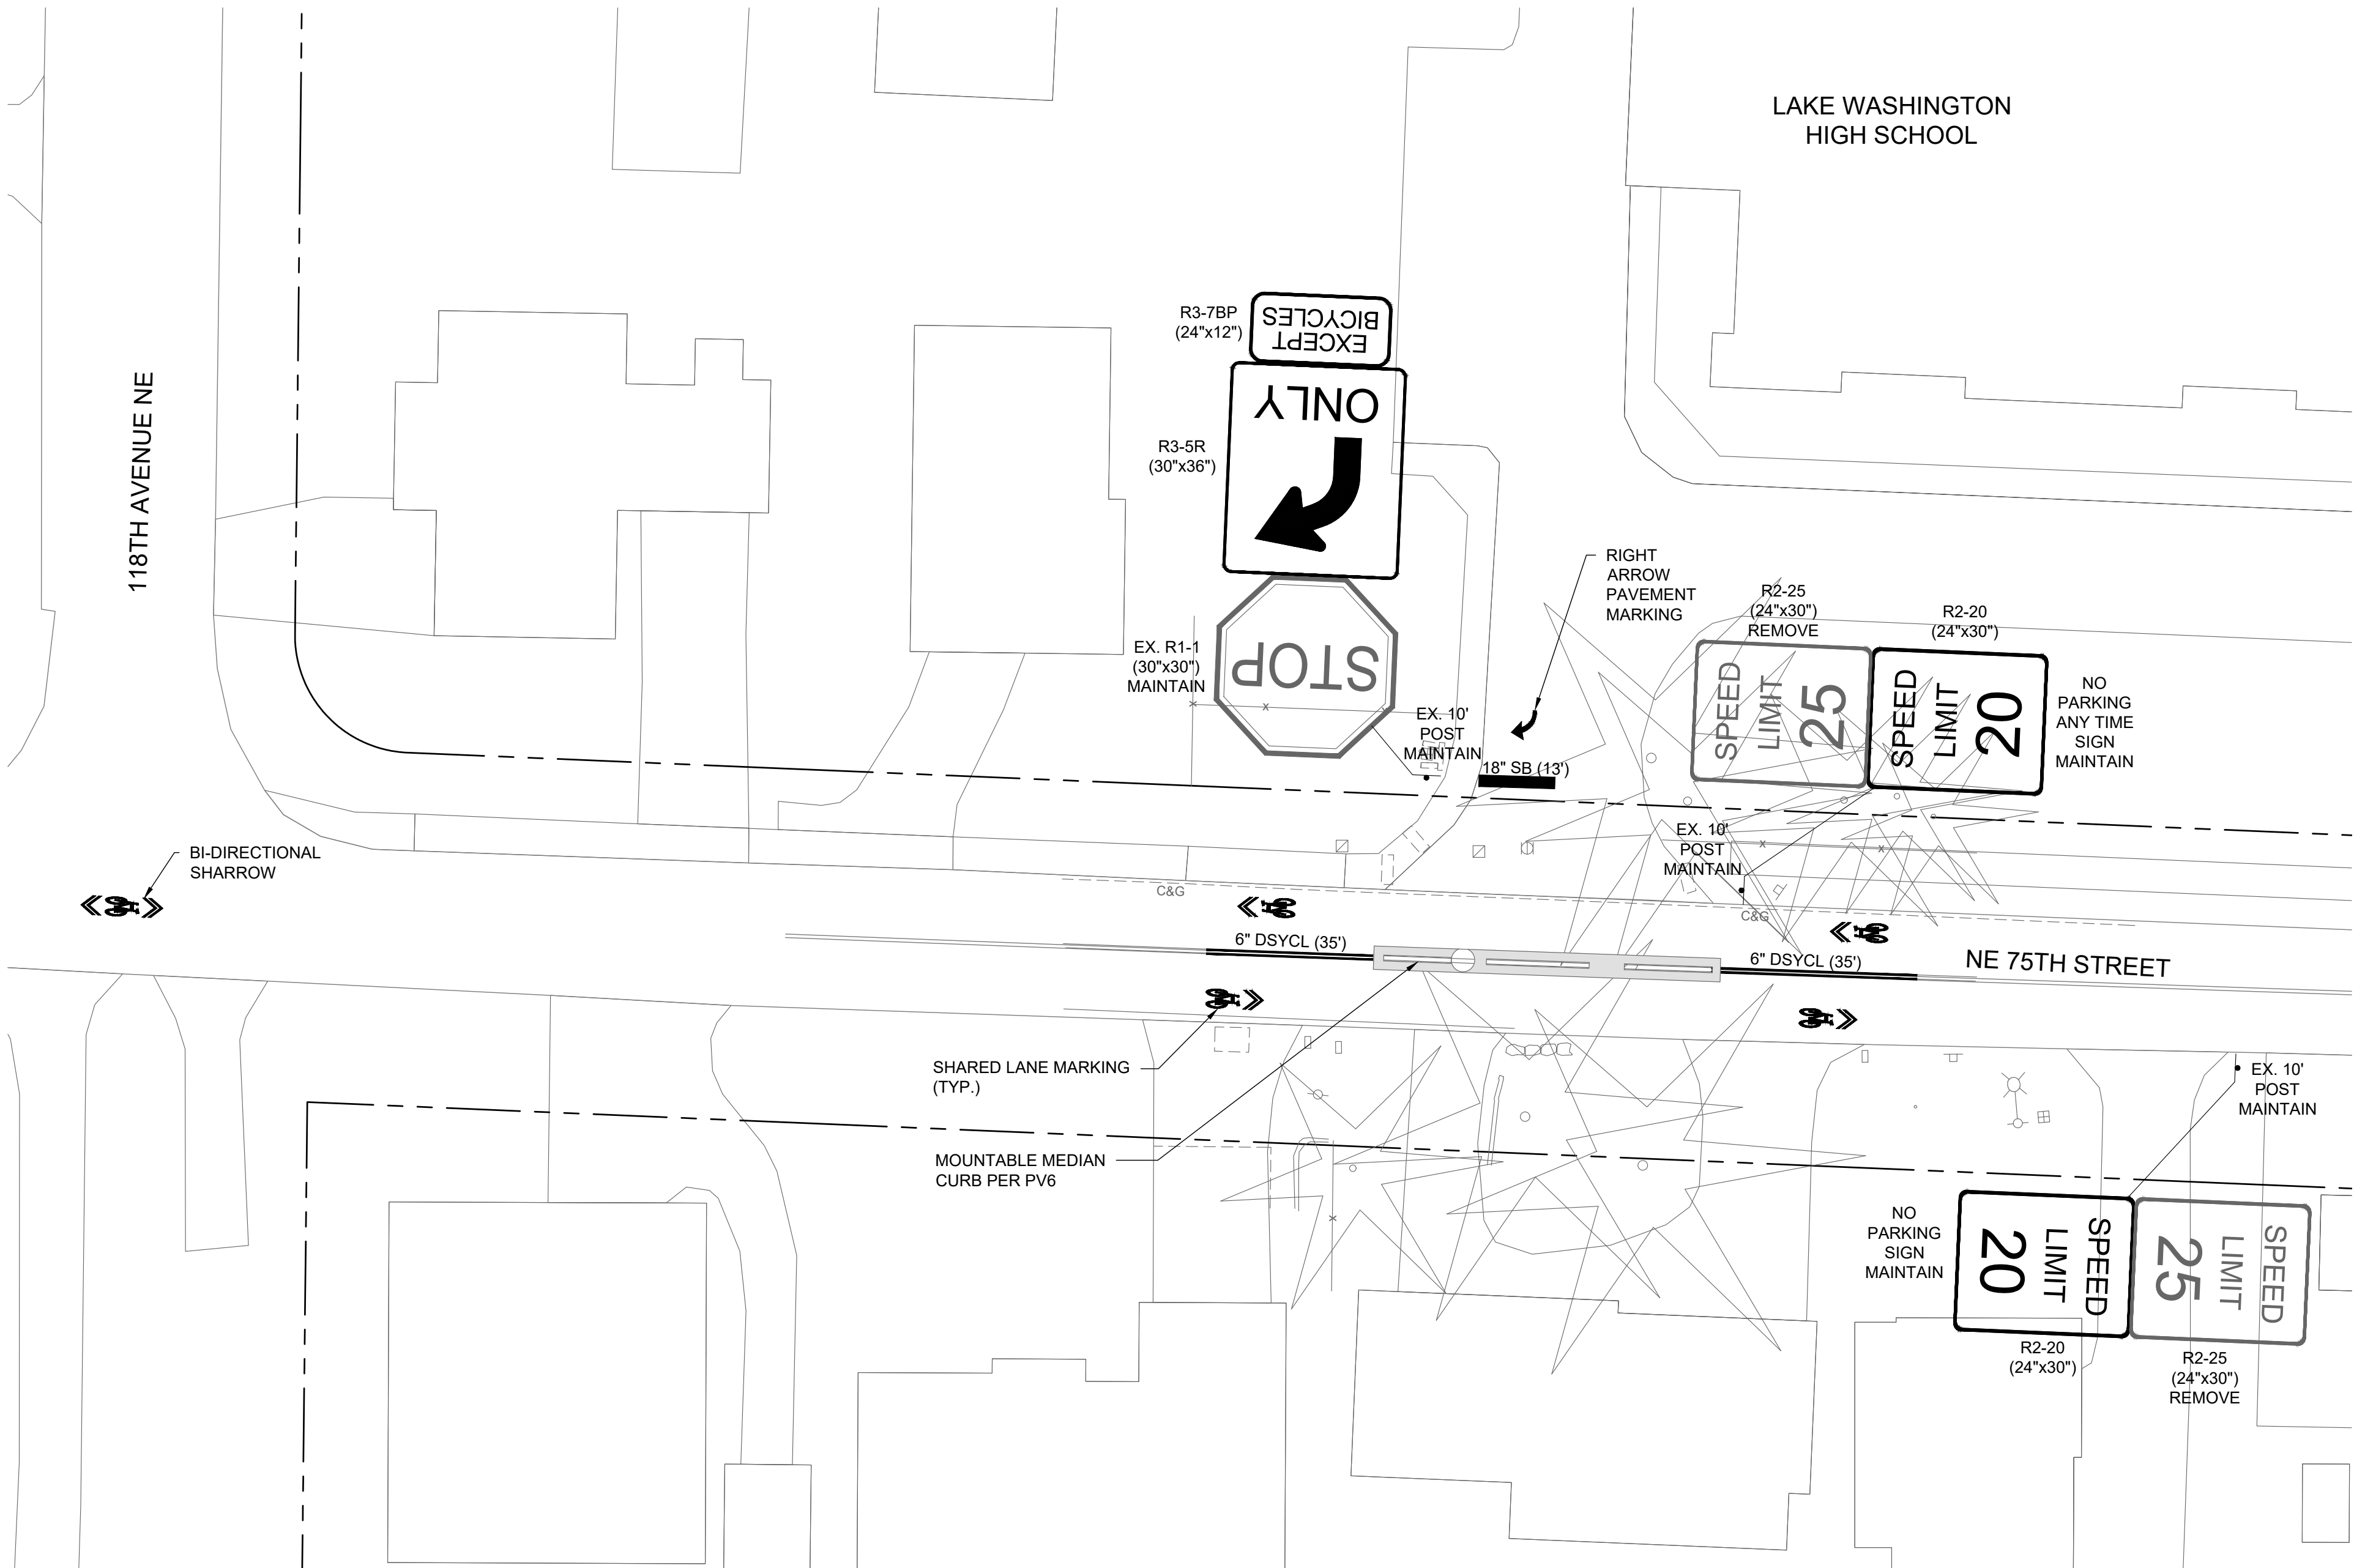 LAKE WASHINGTON
HIGH SCHOOL
118TH AVENUE NE
R3-7BP
(24"x12")
EXCEPT
BICYCLES
R3-5R
(30"x36")
ONLY
EX. R1-1
(30"x30")
MAINTAIN
STOP
EX. 10'
POST
MAINTAIN
18" SB (13')
RIGHT
ARROW
PAVEMENT
MARKING
R2-25
(24"x30")
REMOVE
SPEED
LIMIT
25
R2-20
(24"x30")
SPEED
LIMIT
20
NO
PARKING
ANY TIME
SIGN
MAINTAIN
EX. 10'
POST
MAINTAIN
BI-DIRECTIONAL
SHARROW
C&G
C&G
6" DSYCL (35')
6" DSYCL (35')
NE 75TH STREET
SHARED LANE MARKING
(TYP.)
MOUNTABLE MEDIAN
CURB PER PV6
EX. 10'
POST
MAINTAIN
NO
PARKING
SIGN
MAINTAIN
SPEED
LIMIT
20
R2-20
(24"x30")
SPEED
LIMIT
25
R2-25
(24"x30")
REMOVE